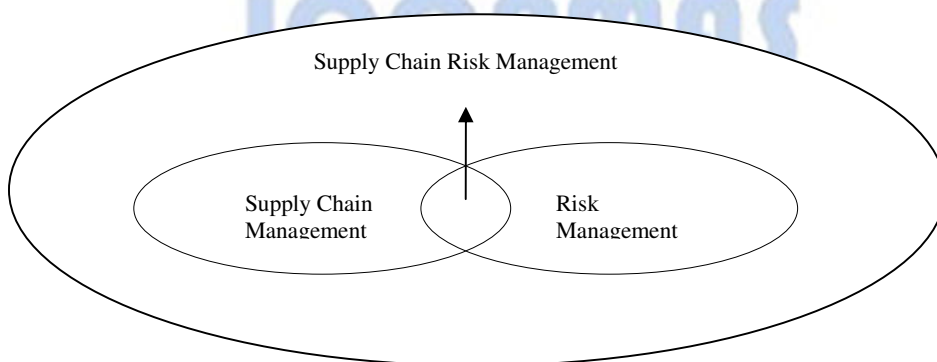 Supply Chain Risk Management
Supply Chain
Management
Risk
Management